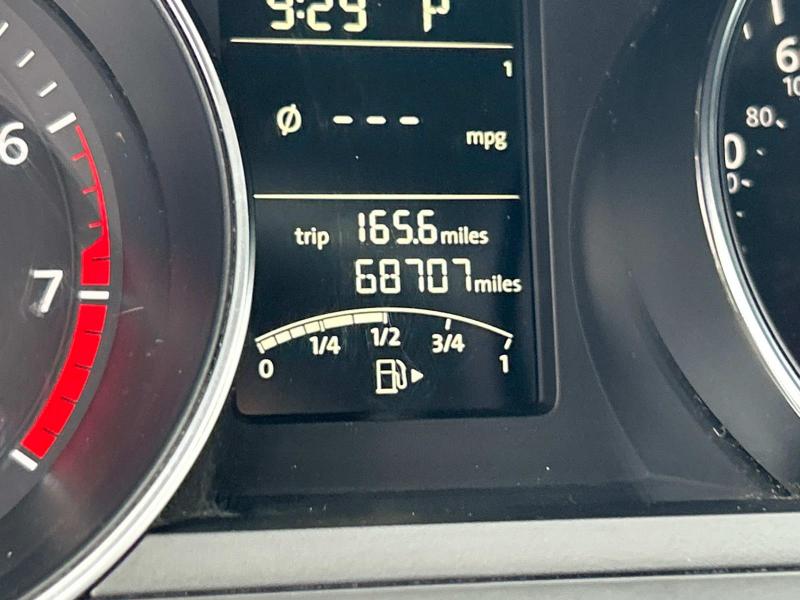 9:29 P
1
Ø --- mpg
trip 165.6 miles
68707 miles
0 1/4 1/2 3/4 1
6
7
80